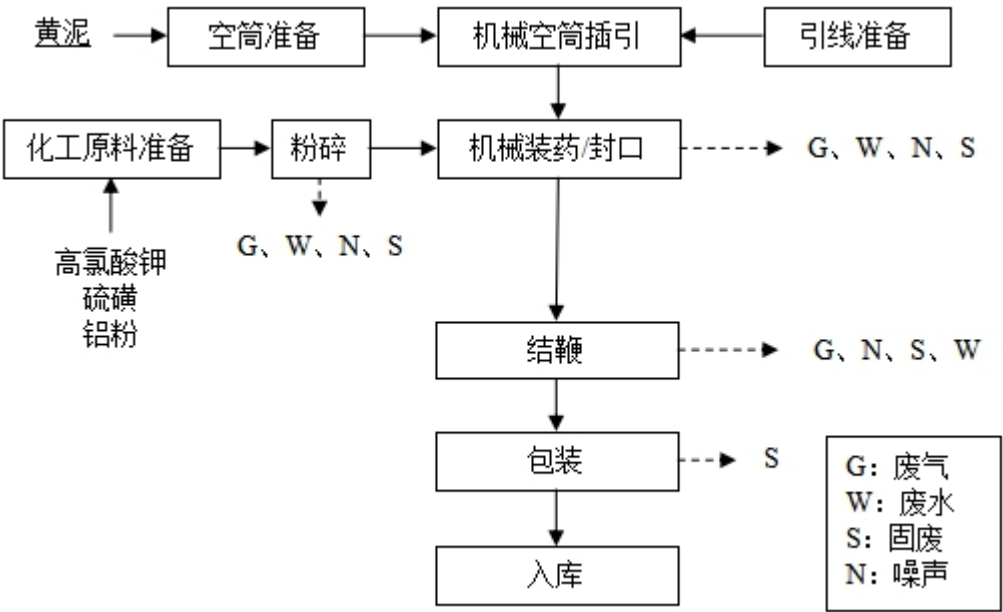 黄泥
空筒准备
机械空筒插引
引线准备
化工原料准备
粉碎
机械装药/封口
G、W、N、S
G、W、N、S
高氯酸钾
硫磺
铝粉
结鞭
G、N、S、W
包装
S
入库
G：废气
W：废水
S：固废
N：噪声